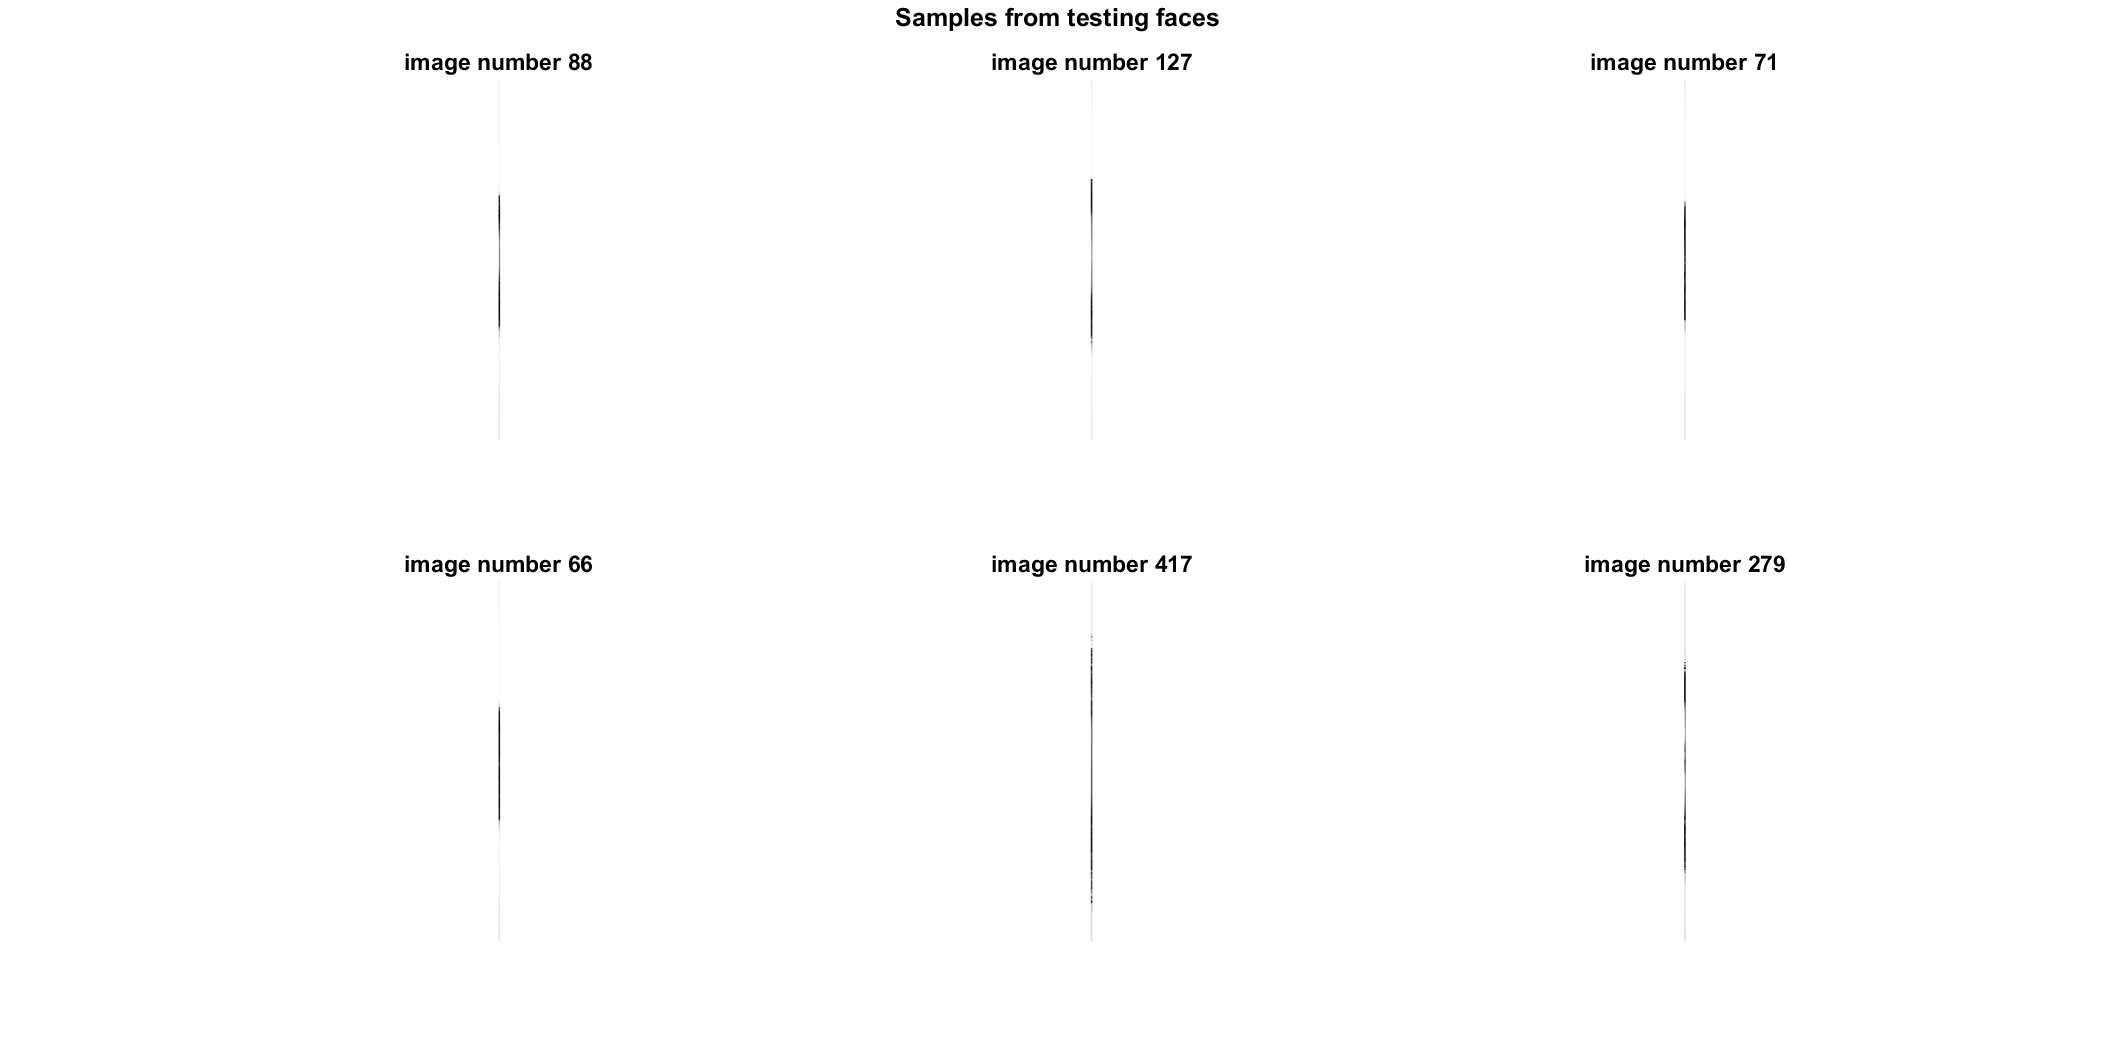 Samples from testing faces
image number 88
image number 127
image number 71
image number 66
image number 417
image number 279